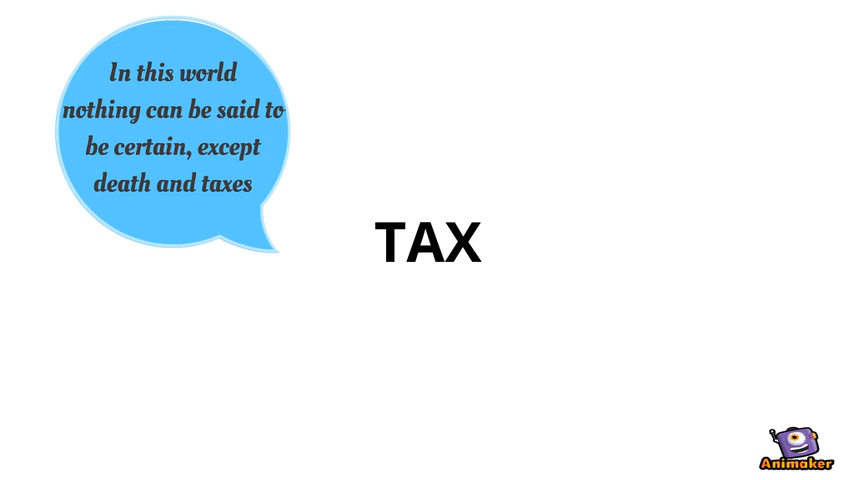 In this world
nothing can be said to
be certain, except
death and taxes
TAX
Animaker